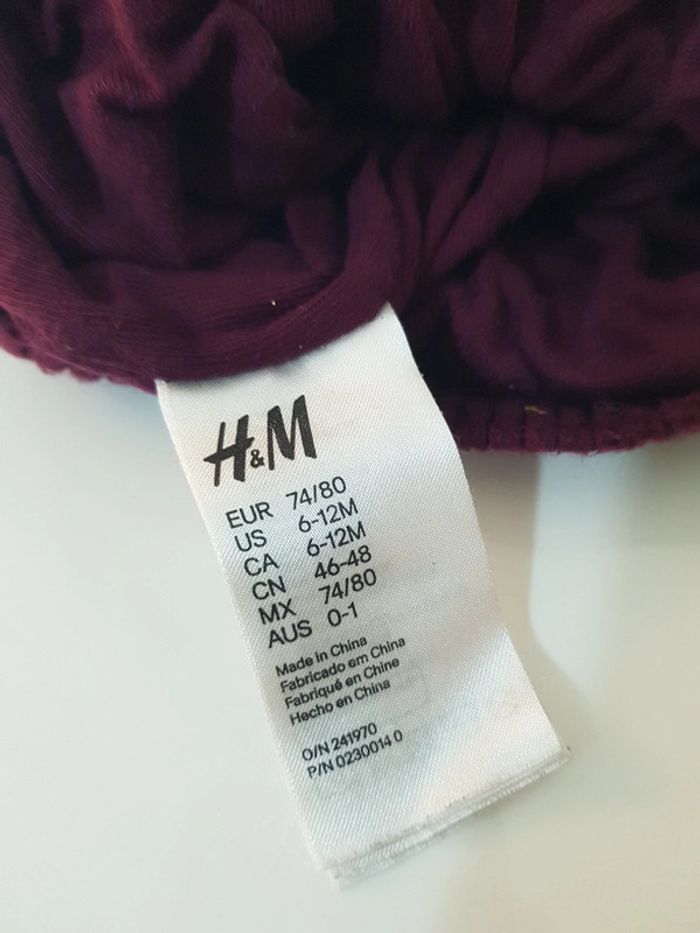 H&M
EUR 74/80
US 6-12M
CA 6-12M
CN 46-48
MX 74/80
AUS 0-1
Made in China
Fabricado em China
Fabriqué en Chine
Hecho en China
O/N 241970
P/N 0230014 0